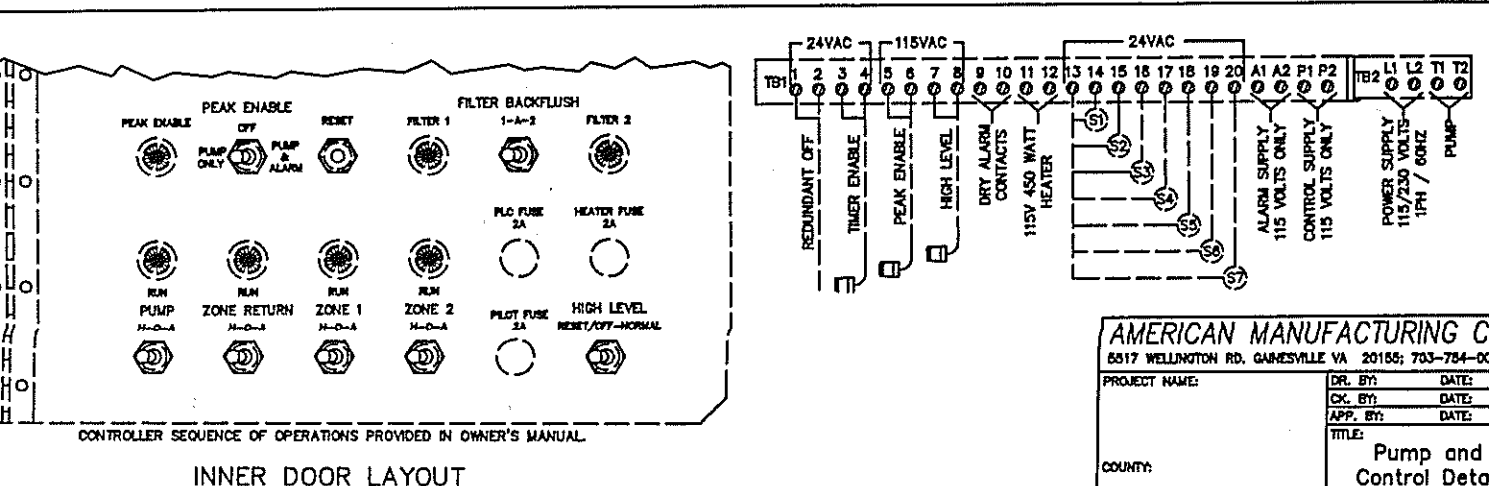 PEAK ENABLE
FILTER BACKFLUSH
PEAK ENABLE
OFF
RESET
FILTER 1
1-A-2
FILTER 2
PUMP ONLY
PUMP & ALARM
PLC FUSE
2A
HEATER FUSE
2A
RUN
RUN
RUN
RUN
PUMP
ZONE RETURN
ZONE 1
ZONE 2
PILOT FUSE
2A
HIGH LEVEL
H-O-A
H-O-A
H-O-A
H-O-A
RESET/OFF-NORMAL
CONTROLLER SEQUENCE OF OPERATIONS PROVIDED IN OWNER'S MANUAL.
INNER DOOR LAYOUT
24VAC
115VAC
24VAC
TB1
1 2 3 4 5 6 7 8 9 10 11 12 13 14 15 16 17 18 19 20 A1 A2 P1 P2
TB2
L1 L2 T1 T2
REDUNDANT OFF
TIMER ENABLE
PEAK ENABLE
HIGH LEVEL
DRY ALARM
CONTACTS
115V 450 WATT
HEATER
S1
S2
S3
S4
S5
S6
S7
ALARM SUPPLY
115 VOLTS ONLY
CONTROL SUPPLY
115 VOLTS ONLY
POWER SUPPLY
115/230 VOLTS
1PH / 60HZ
PUMP
AMERICAN MANUFACTURING C
5517 WELLINGTON RD. GAINESVILLE VA 20155; 703-754-00
PROJECT NAME:
DR. BY: DATE:
CK. BY: DATE:
APP. BY: DATE:
TITLE:
Pump and
Control Deta
COUNTY: